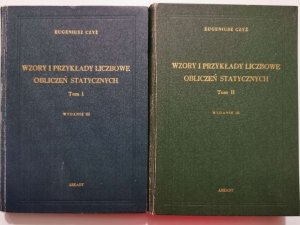 EUGENIUSZ CZYŻ
WZORY I PRZYKŁADY LICZBOWE
OBLICZEŃ STATYCZNYCH
Tom I
WYDANIE III
ARKADY
EUGENIUSZ CZYŻ
WZORY I PRZYKŁADY LICZBOWE
OBLICZEŃ STATYCZNYCH
Tom II
WYDANIE III
ARKADY